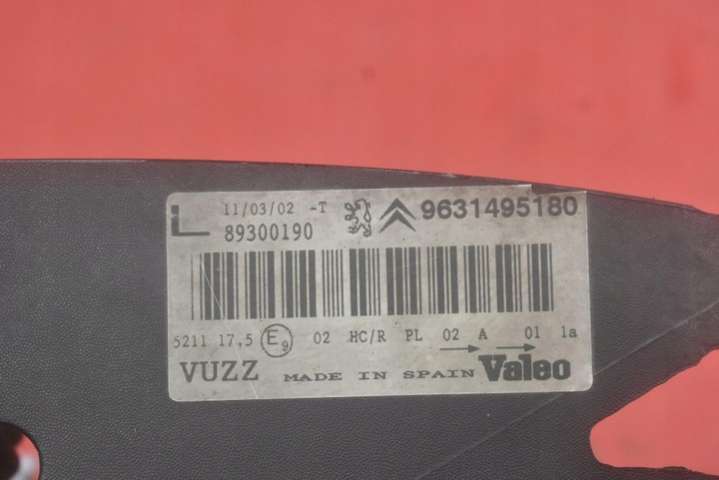 L 11/03/02 -T 9631495180
89300190
5211 17,5 E9 02 HC/R PL 02 A 01 1a
VUZZ MADE IN SPAIN Valeo